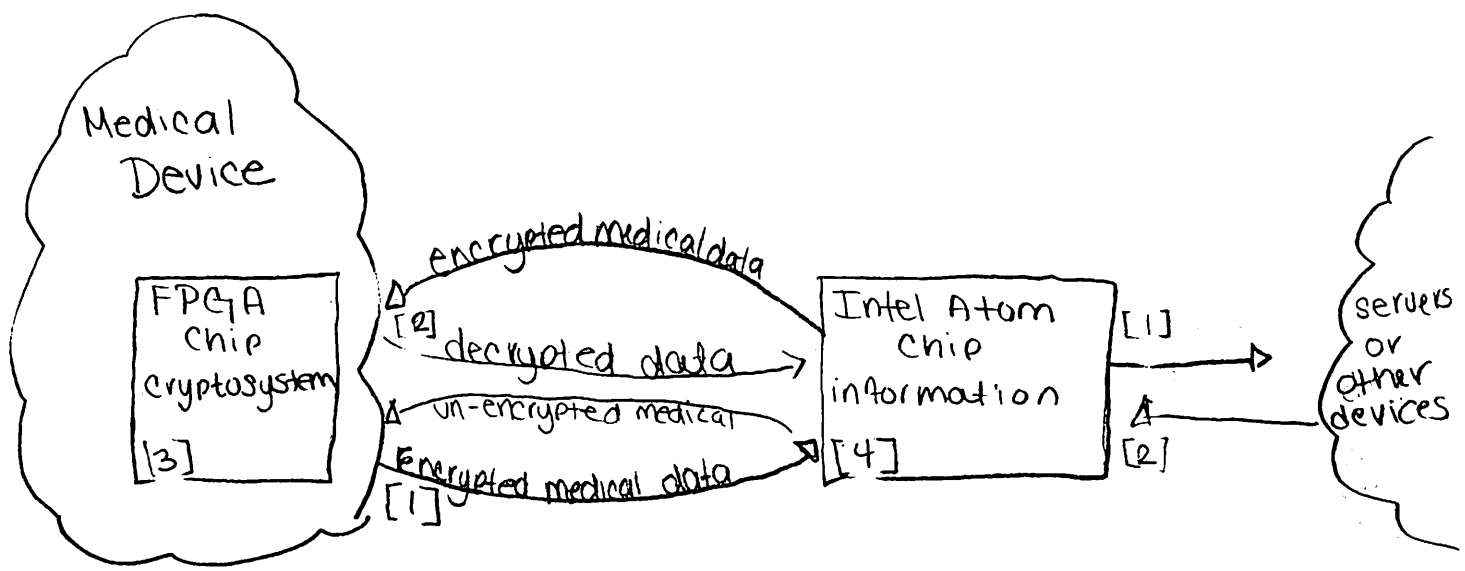 Medical
Device
FPGA
Chip
cryptosystem
[3]
encrypted medical data
[2]
decrypted data
un-encrypted medical
Encrypted medical data
[1]
Intel Atom
Chip
information
[4]
[1]
[2]
servers
or
other
devices